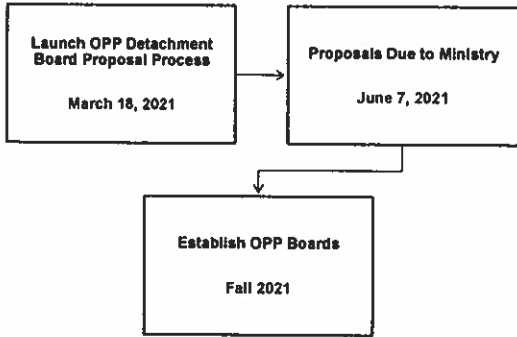 Launch OPP Detachment
Board Proposal Process
March 18, 2021
Proposals Due to Ministry
June 7, 2021
Establish OPP Boards
Fall 2021